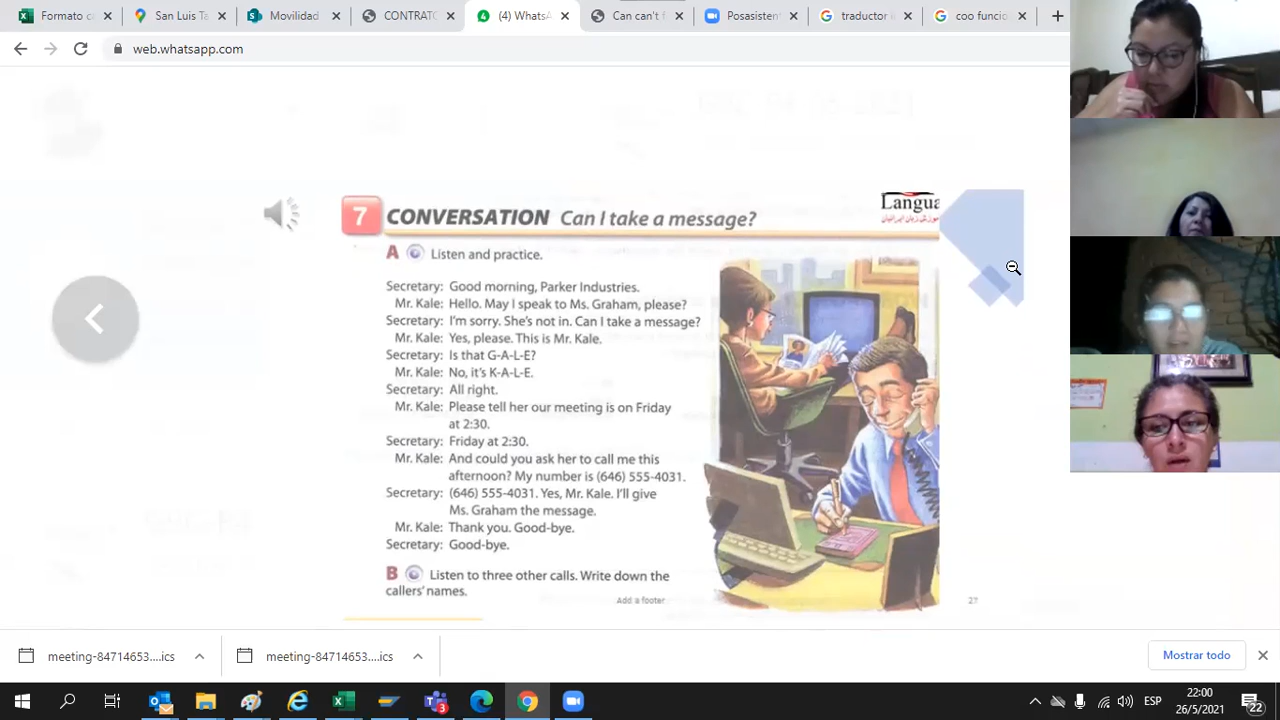 Formato c
San Luis Ta
Movilidad
CONTRATO
(4) WhatsA
Can can't f
Posasisten
traductor i
coo funcio
web.whatsapp.com
7 CONVERSATION Can I take a message?
Langua
A Listen and practice.
Secretary: Good morning, Parker Industries.
Mr. Kale: Hello. May I speak to Ms. Graham, please?
Secretary: I'm sorry. She's not in. Can I take a message?
Mr. Kale: Yes, please. This is Mr. Kale.
Secretary: Is that G-A-L-E?
Mr. Kale: No, it's K-A-L-E.
Secretary: All right.
Mr. Kale: Please tell her our meeting is on Friday
at 2:30.
Secretary: Friday at 2:30.
Mr. Kale: And could you ask her to call me this
afternoon? My number is (646) 555-4031.
Secretary: (646) 555-4031. Yes, Mr. Kale. I'll give
Ms. Graham the message.
Mr. Kale: Thank you. Good-bye.
Secretary: Good-bye.
B Listen to three other calls. Write down the
callers' names.
Add a footer
27
meeting-84714653....ics
meeting-84714653....ics
Mostrar todo
3
ESP
22:00
26/5/2021
22